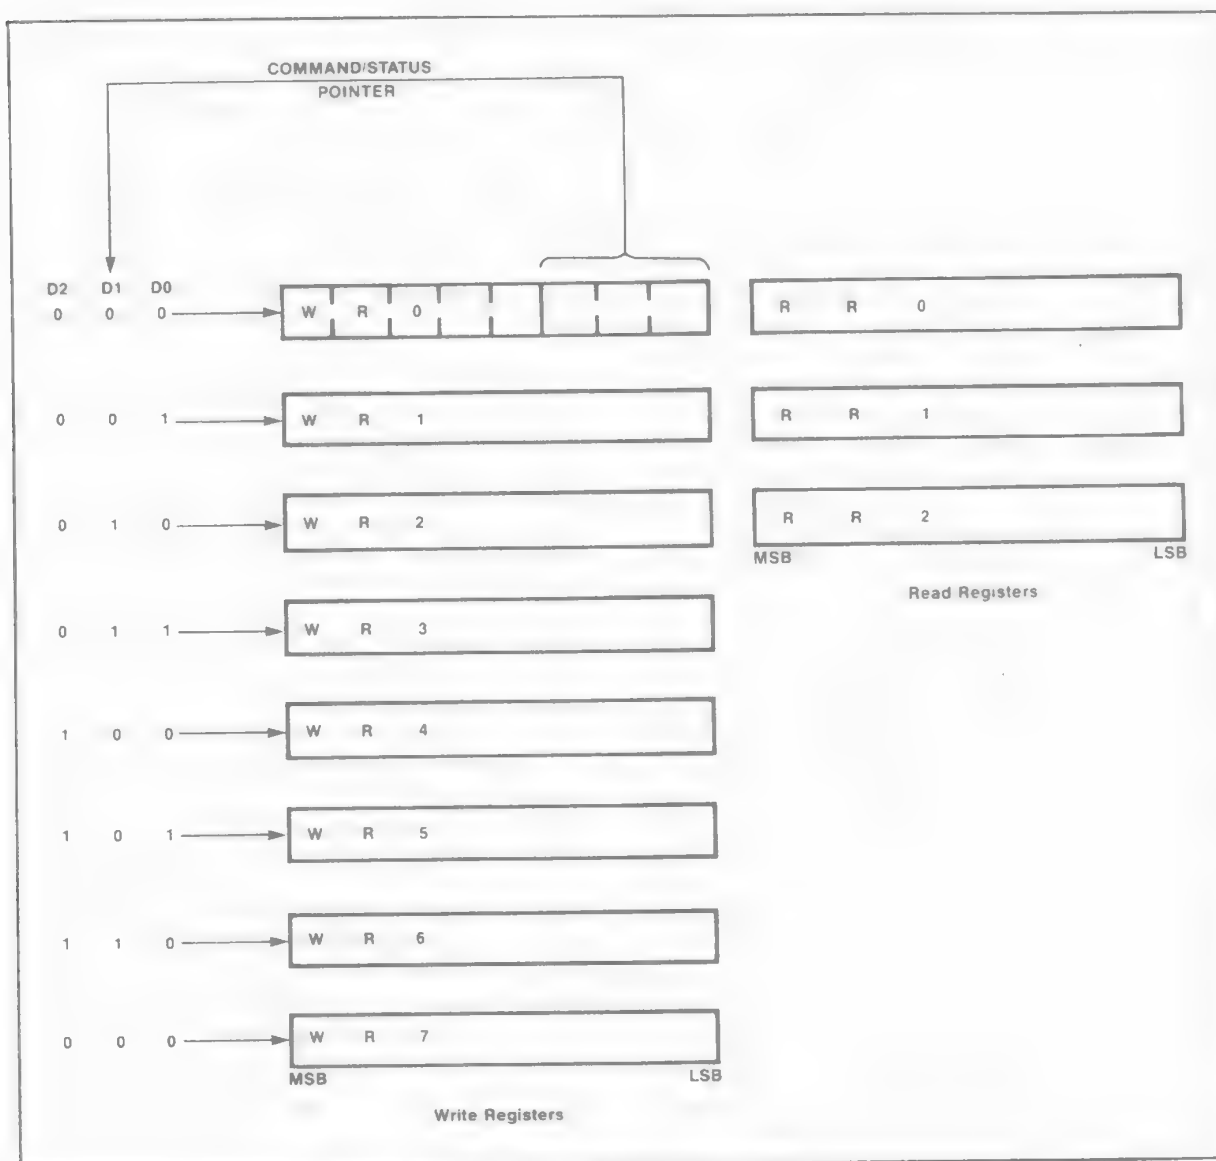 COMMAND/STATUS
POINTER
D2 D1 D0
0 0 0 W R 0 R R 0
0 0 1 W R 1 R R 1
0 1 0 W R 2 R R 2
MSB LSB
Read Registers
0 1 1 W R 3
1 0 0 W R 4
1 0 1 W R 5
1 1 0 W R 6
0 0 0 W R 7
MSB LSB
Write Registers